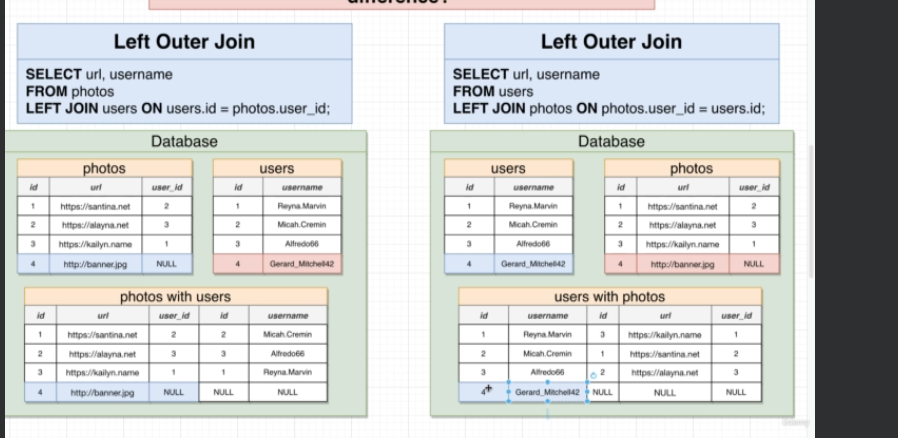 difference?
Left Outer Join
SELECT url, username
FROM photos
LEFT JOIN users ON users.id = photos.user_id;
Database
photos
id url user_id
1 https://santina.net 2
2 https://alayna.net 3
3 https://kailyn.name 1
4 http://banner.jpg NULL
users
id username
1 Reyna.Marvin
2 Micah.Cremin
3 Alfredo66
4 Gerard_Mitchell42
photos with users
id url user_id id username
1 https://santina.net 2 2 Micah.Cremin
2 https://alayna.net 3 3 Alfredo66
3 https://kailyn.name 1 1 Reyna.Marvin
4 http://banner.jpg NULL NULL NULL
Left Outer Join
SELECT url, username
FROM users
LEFT JOIN photos ON photos.user_id = users.id;
Database
users
id username
1 Reyna.Marvin
2 Micah.Cremin
3 Alfredo66
4 Gerard_Mitchell42
photos
id url user_id
1 https://santina.net 2
2 https://alayna.net 3
3 https://kailyn.name 1
4 http://banner.jpg NULL
users with photos
id username id url user_id
1 Reyna.Marvin 3 https://kailyn.name 1
2 Micah.Cremin 1 https://santina.net 2
3 Alfredo66 2 https://alayna.net 3
4 Gerard_Mitchell42 NULL NULL NULL
Udemy